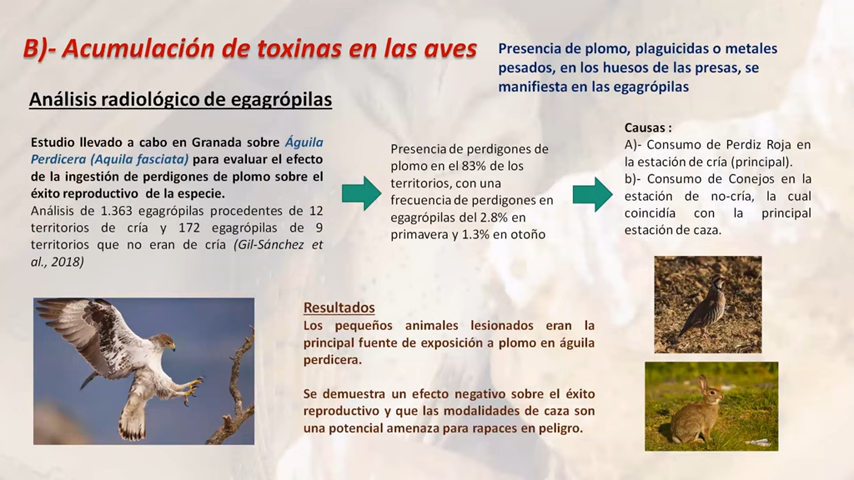 B)- Acumulación de toxinas en las aves
Presencia de plomo, plaguicidas o metales
pesados, en los huesos de las presas, se
manifiesta en las egagrópilas
Análisis radiológico de egagrópilas
Estudio llevado a cabo en Granada sobre Águila
Perdicera (Aquila fasciata) para evaluar el efecto
de la ingestión de perdigones de plomo sobre el
éxito reproductivo de la especie.
Análisis de 1.363 egagrópilas procedentes de 12
territorios de cría y 172 egagrópilas de 9
territorios que no eran de cría (Gil-Sánchez et
al., 2018)
Presencia de perdigones de
plomo en el 83% de los
territorios, con una
frecuencia de perdigones en
egagrópilas del 2.8% en
primavera y 1.3% en otoño
Causas :
A)- Consumo de Perdiz Roja en
la estación de cría (principal).
b)- Consumo de Conejos en la
estación de no-cría, la cual
coincidía con la principal
estación de caza.
Resultados
Los pequeños animales lesionados eran la
principal fuente de exposición a plomo en águila
perdicera.
Se demuestra un efecto negativo sobre el éxito
reproductivo y que las modalidades de caza son
una potencial amenaza para rapaces en peligro.